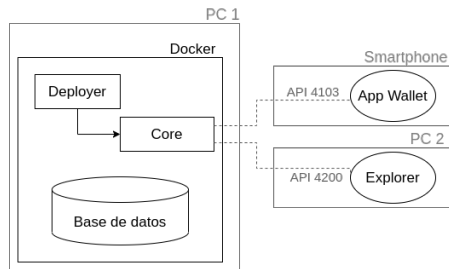 PC 1
Docker
Deployer
Core
Base de datos
Smartphone
API 4103
App Wallet
PC 2
API 4200
Explorer